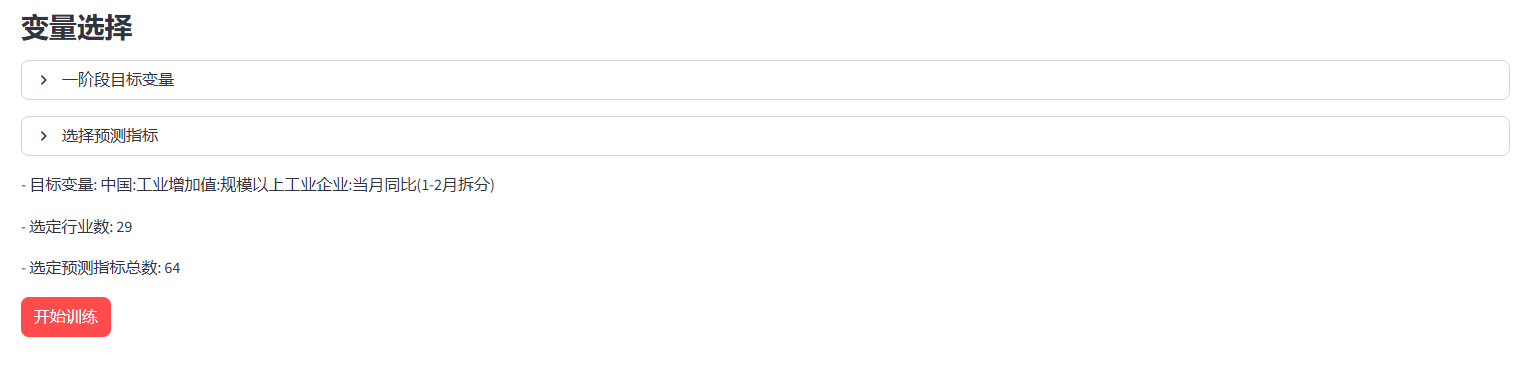 变量选择
一阶段目标变量
选择预测指标
- 目标变量: 中国:工业增加值:规模以上工业企业:当月同比(1-2月拆分)
- 选定行业数: 29
- 选定预测指标总数: 64
开始训练